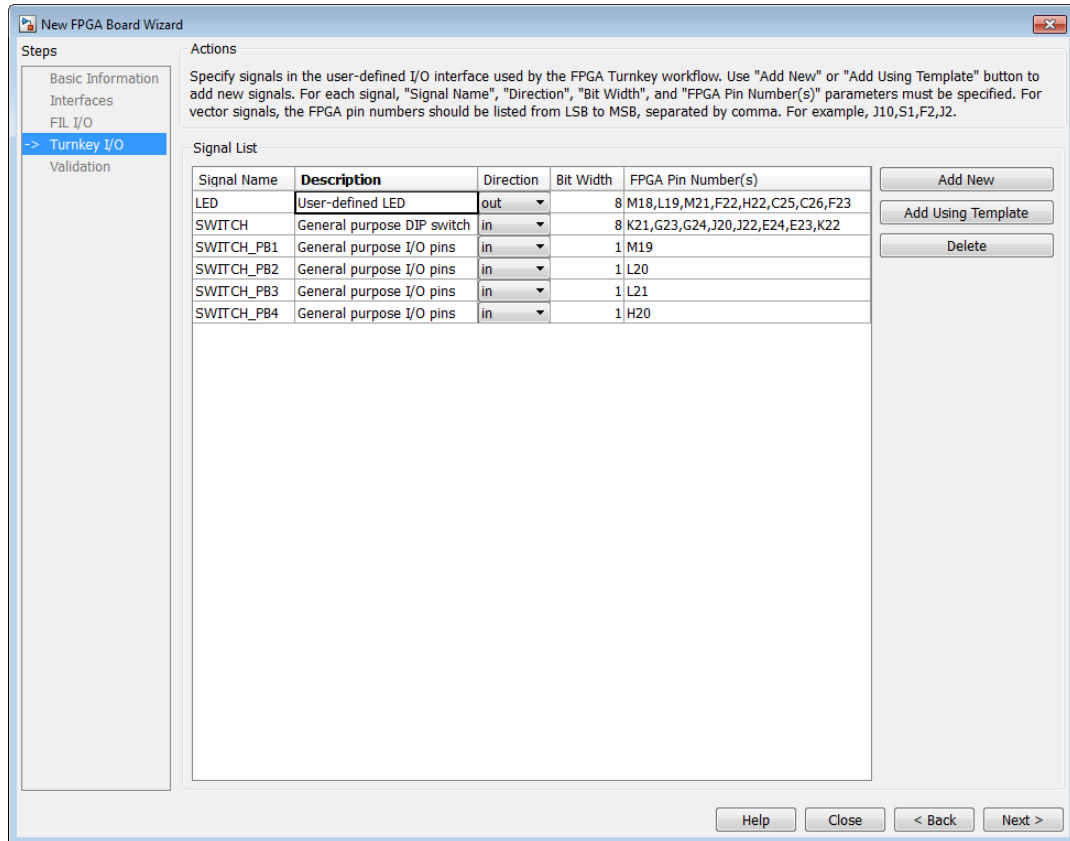 New FPGA Board Wizard
Steps
Basic Information
Interfaces
FIL I/O
-> Turnkey I/O
Validation
Actions
Specify signals in the user-defined I/O interface used by the FPGA Turnkey workflow. Use "Add New" or "Add Using Template" button to
add new signals. For each signal, "Signal Name", "Direction", "Bit Width", and "FPGA Pin Number(s)" parameters must be specified. For
vector signals, the FPGA pin numbers should be listed from LSB to MSB, separated by comma. For example, J10,S1,F2,J2.
Signal List
Signal Name Description Direction Bit Width FPGA Pin Number(s)
LED User-defined LED out 8 M18,L19,M21,F22,H22,C25,C26,F23
SWITCH General purpose DIP switch in 8 K21,G23,G24,J20,J22,E24,E23,K22
SWITCH_PB1 General purpose I/O pins in 1 M19
SWITCH_PB2 General purpose I/O pins in 1 L20
SWITCH_PB3 General purpose I/O pins in 1 L21
SWITCH_PB4 General purpose I/O pins in 1 H20
Add New
Add Using Template
Delete
Help Close < Back Next >